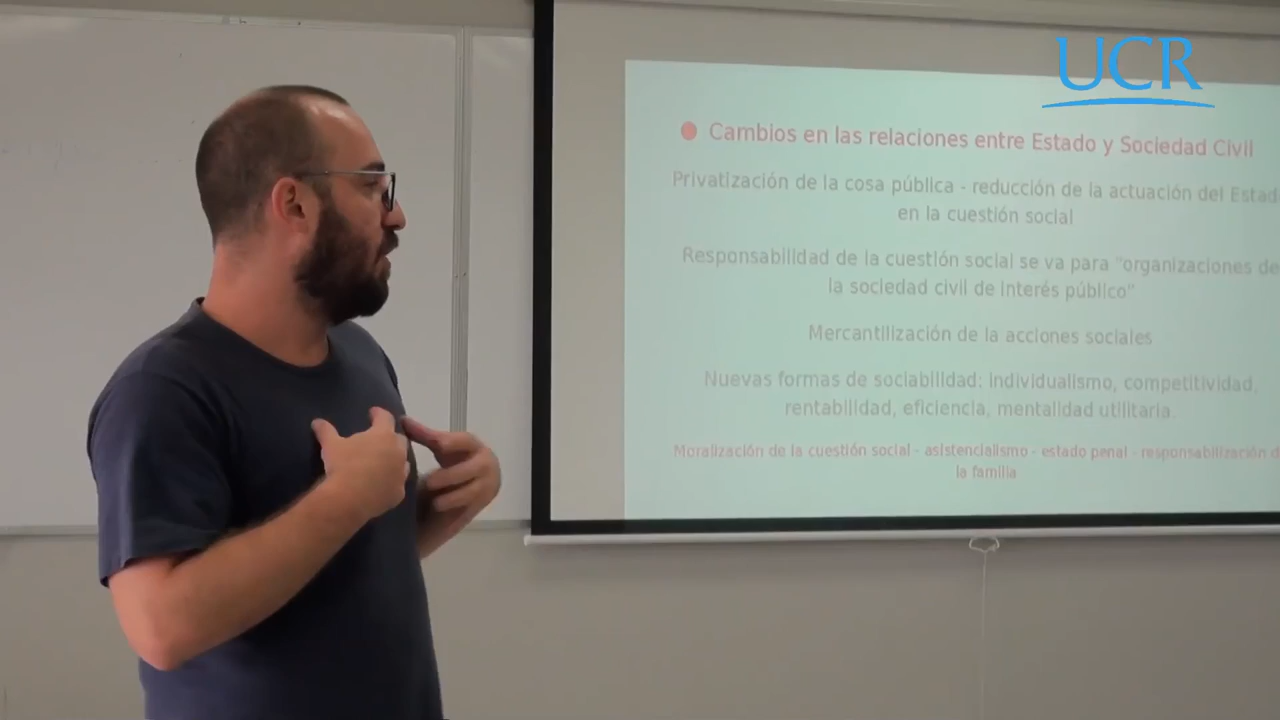 UCR
Cambios en las relaciones entre Estado y Sociedad Civil
Privatización de la cosa pública - reducción de la actuación del Estad
en la cuestión social
Responsabilidad de la cuestión social se va para "organizaciones de
la sociedad civil de interés público"
Mercantilización de la acciones sociales
Nuevas formas de sociabilidad: individualismo, competitividad,
rentabilidad, eficiencia, mentalidad utilitaria.
Moralización de la cuestión social - asistencialismo - estado penal - responsabilización d
la familia